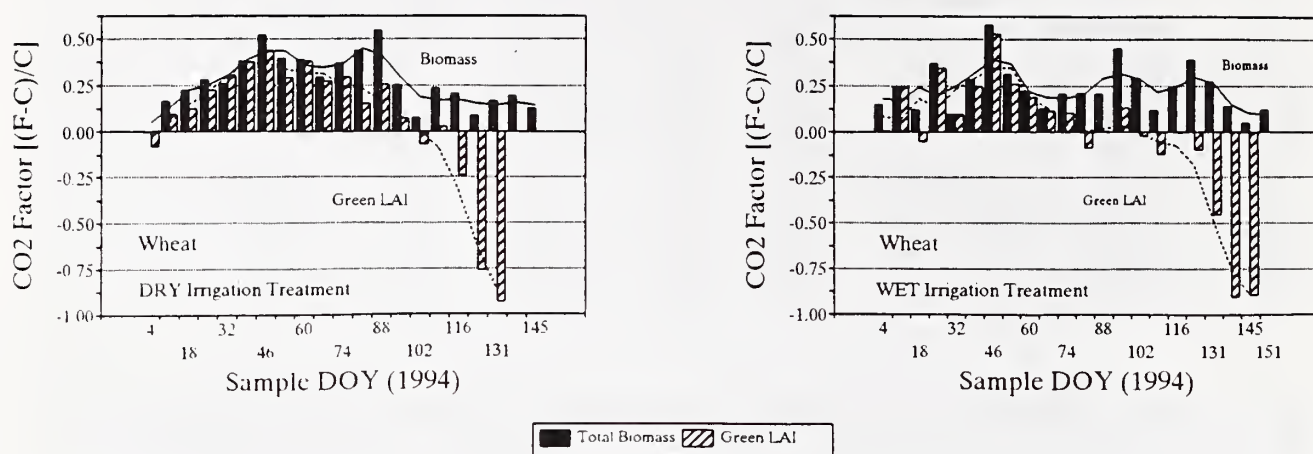 CO2 Factor [(F-C)/C]
0.50
0.25
0.00
-0.25
-0.50
-0.75
-1.00
Biomass
Green LAI
Wheat
DRY Irrigation Treatment
4 32 60 88 116 145
18 46 74 102 131
Sample DOY (1994)
CO2 Factor [(F-C)/C]
0.50
0.25
0.00
-0.25
-0.50
-0.75
-1.00
Biomass
Green LAI
Wheat
WET Irrigation Treatment
4 32 60 88 116 145
18 46 74 102 131 151
Sample DOY (1994)
Total Biomass Green LAI